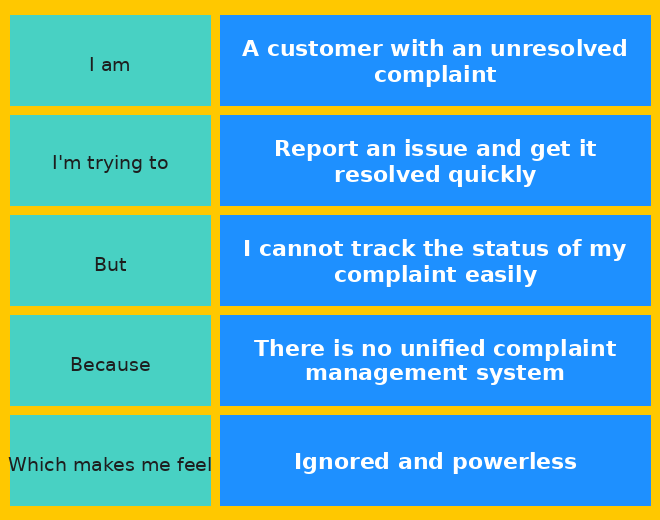 I am
A customer with an unresolved
complaint
I'm trying to
Report an issue and get it
resolved quickly
But
I cannot track the status of my
complaint easily
Because
There is no unified complaint
management system
Which makes me feel
Ignored and powerless